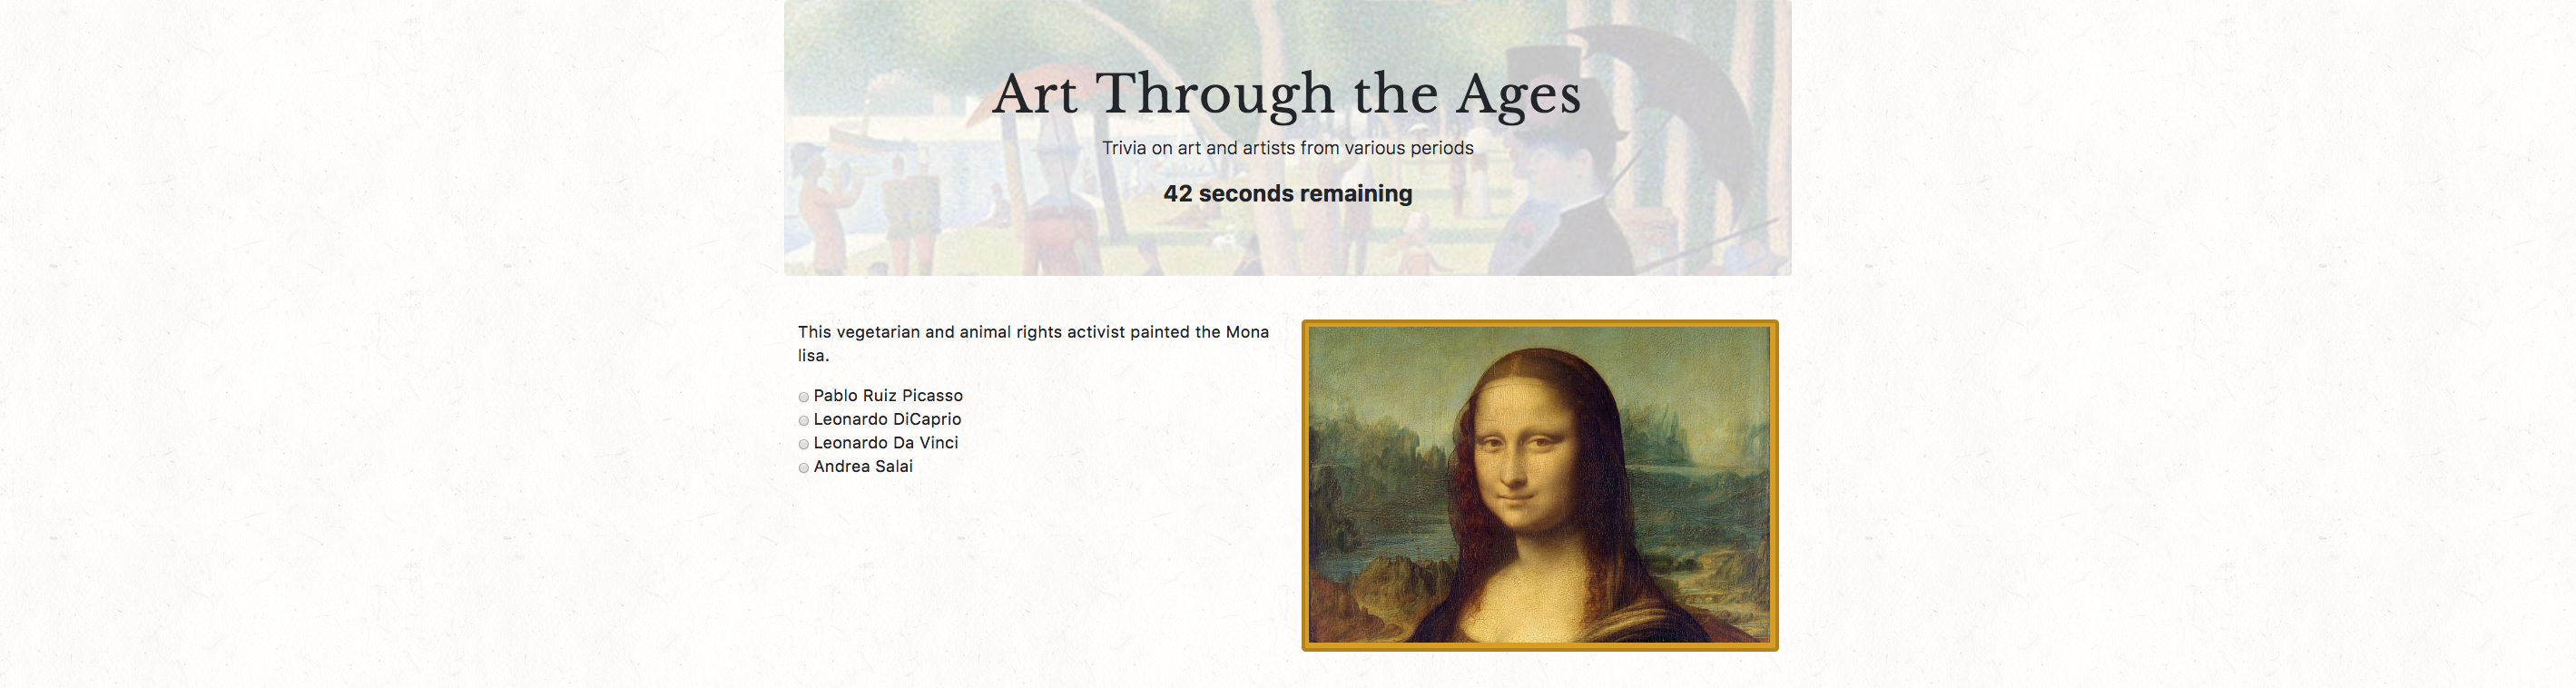 Art Through the Ages
Trivia on art and artists from various periods
42 seconds remaining
This vegetarian and animal rights activist painted the Mona
lisa.
Pablo Ruiz Picasso
Leonardo DiCaprio
Leonardo Da Vinci
Andrea Salai